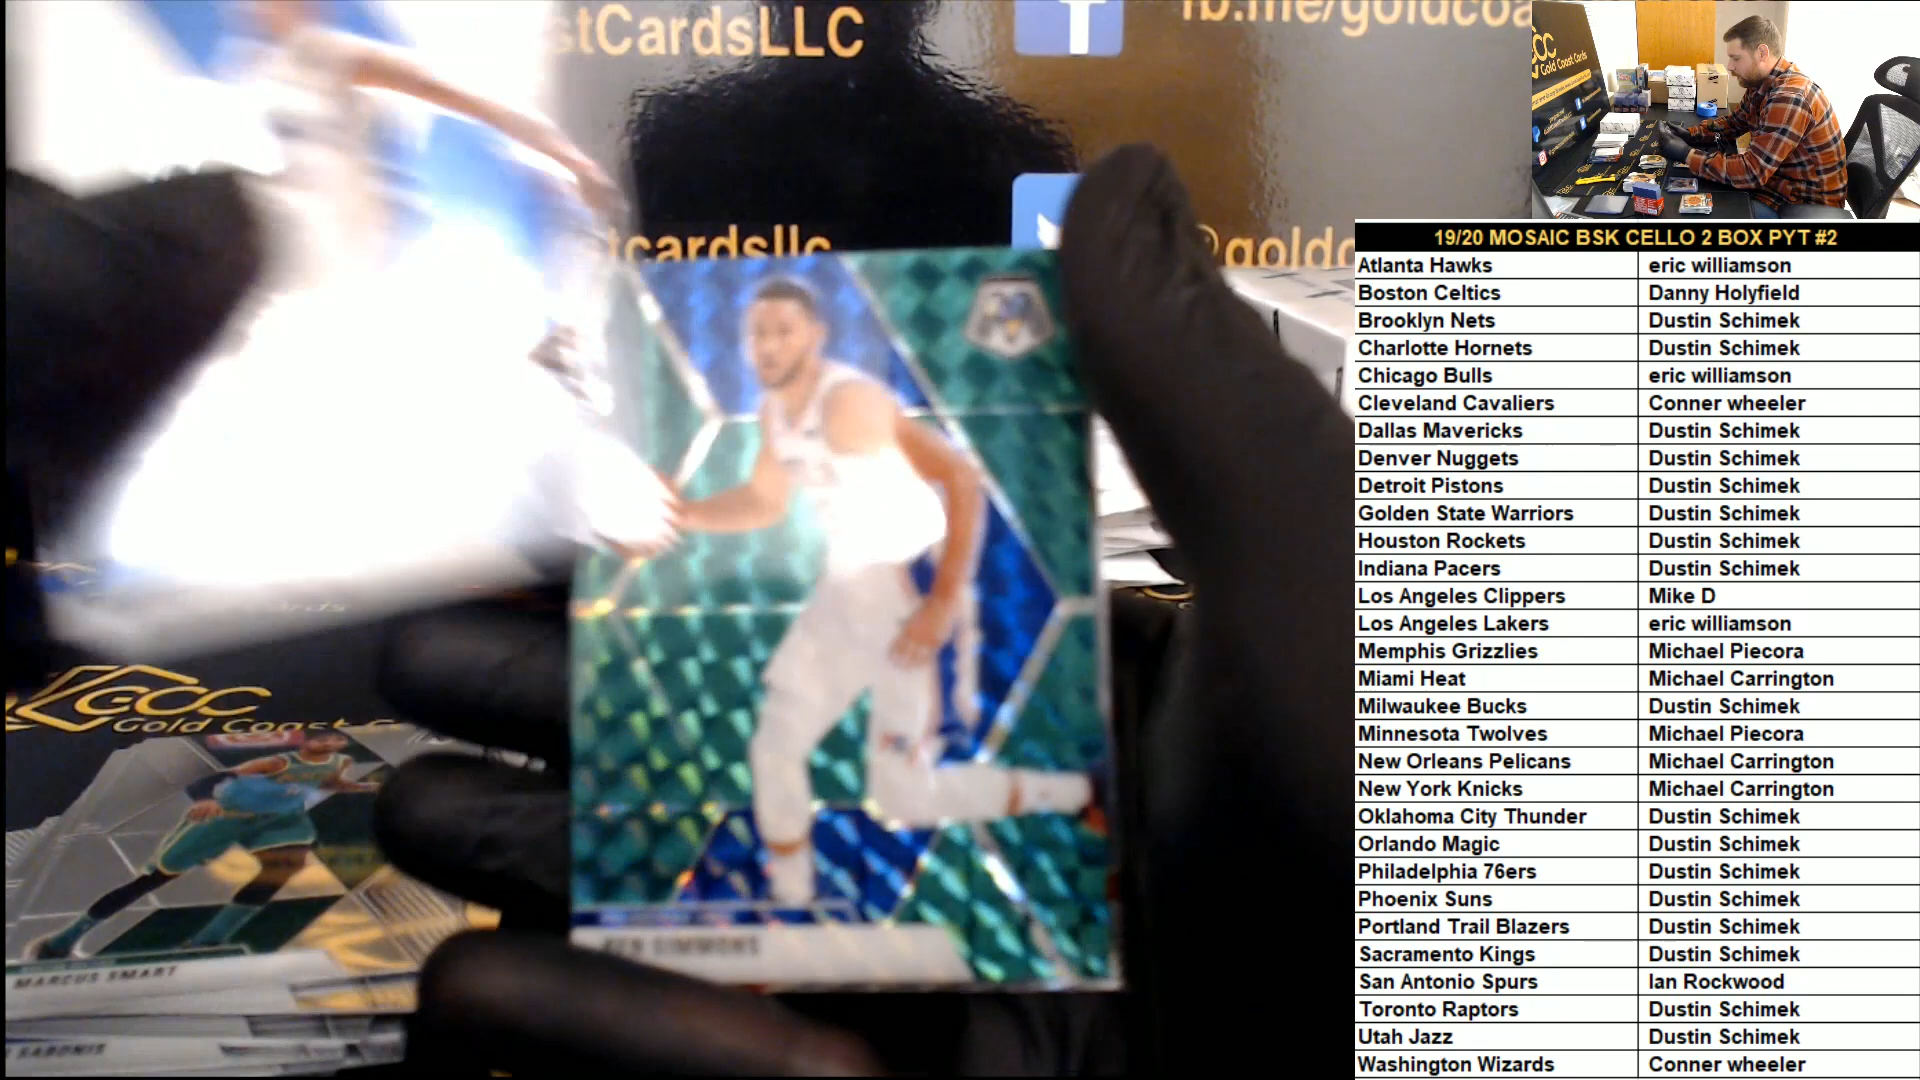 stCardsLLC
fb.me/goldcoa
tcardsllc
@goldc
GCC
Gold Coast Cards
GCC
Gold Coast C
BEN SIMMONS
MARCUS SMART
SABONIS
19/20 MOSAIC BSK CELLO 2 BOX PYT #2
Atlanta Hawks eric williamson
Boston Celtics Danny Holyfield
Brooklyn Nets Dustin Schimek
Charlotte Hornets Dustin Schimek
Chicago Bulls eric williamson
Cleveland Cavaliers Conner wheeler
Dallas Mavericks Dustin Schimek
Denver Nuggets Dustin Schimek
Detroit Pistons Dustin Schimek
Golden State Warriors Dustin Schimek
Houston Rockets Dustin Schimek
Indiana Pacers Dustin Schimek
Los Angeles Clippers Mike D
Los Angeles Lakers eric williamson
Memphis Grizzlies Michael Piecora
Miami Heat Michael Carrington
Milwaukee Bucks Dustin Schimek
Minnesota Twolves Michael Piecora
New Orleans Pelicans Michael Carrington
New York Knicks Michael Carrington
Oklahoma City Thunder Dustin Schimek
Orlando Magic Dustin Schimek
Philadelphia 76ers Dustin Schimek
Phoenix Suns Dustin Schimek
Portland Trail Blazers Dustin Schimek
Sacramento Kings Dustin Schimek
San Antonio Spurs Ian Rockwood
Toronto Raptors Dustin Schimek
Utah Jazz Dustin Schimek
Washington Wizards Conner wheeler